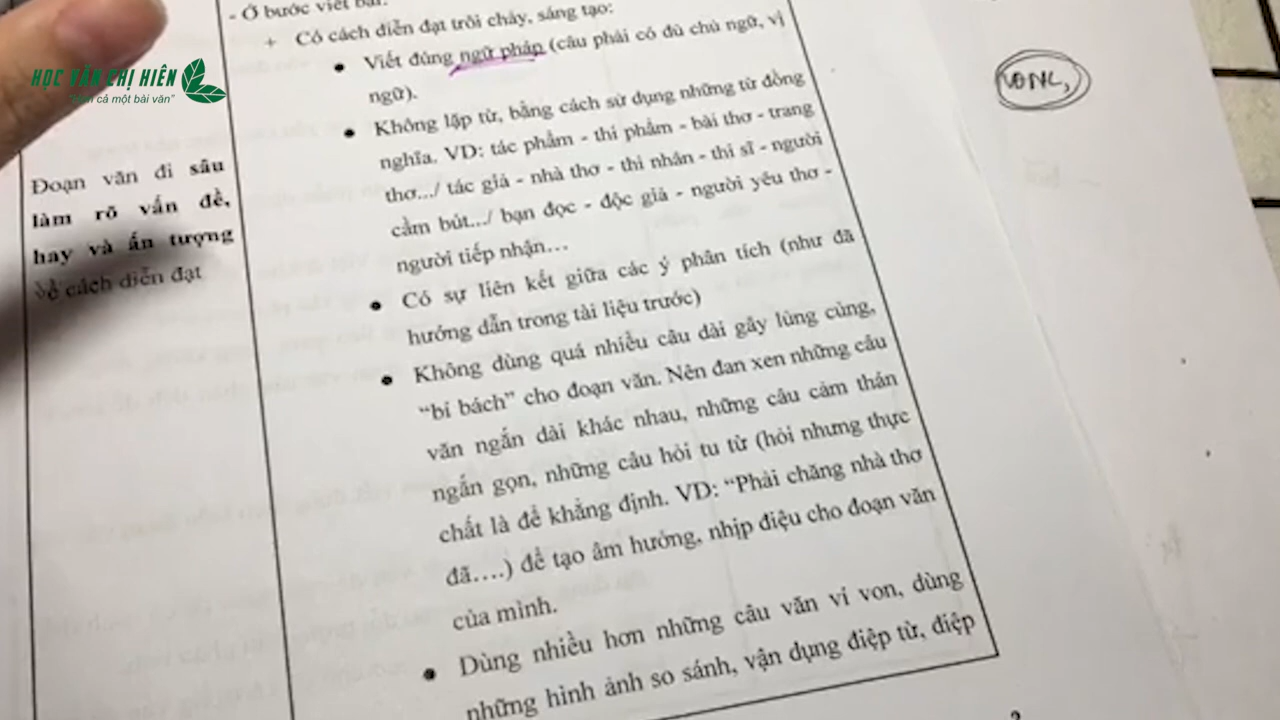 HỌC VĂN CHỊ HIÊN
- Ở bước viết bài:
+ Có cách diễn đạt trôi chảy, sáng tạo:
• Viết đúng ngữ pháp (câu phải có đủ chủ ngữ, vị
ngữ).
• Không lặp từ, bằng cách sử dụng những từ đồng
nghĩa. VD: tác phẩm - thi phẩm - bài thơ - trang
thơ.../ tác giả - nhà thơ - thi nhân - thi sĩ - người
cầm bút.../ bạn đọc - độc giả - người yêu thơ -
người tiếp nhận...
• Có sự liên kết giữa các ý phân tích (như đã
hướng dẫn trong tài liệu trước)
• Không dùng quá nhiều câu dài gây lủng củng,
“bí bách” cho đoạn văn. Nên đan xen những câu
văn ngắn dài khác nhau, những câu cảm thán
ngắn gọn, những câu hỏi tu từ (hỏi nhưng thực
chất là để khẳng định. VD: “Phải chăng nhà thơ
đã….) để tạo âm hưởng, nhịp điệu cho đoạn văn
của mình.
• Dùng nhiều hơn những câu văn ví von, dùng
những hình ảnh so sánh, vận dụng điệp từ, điệp
Đoạn văn đi sâu
làm rõ vấn đề,
hay và ấn tượng
về cách diễn đạt